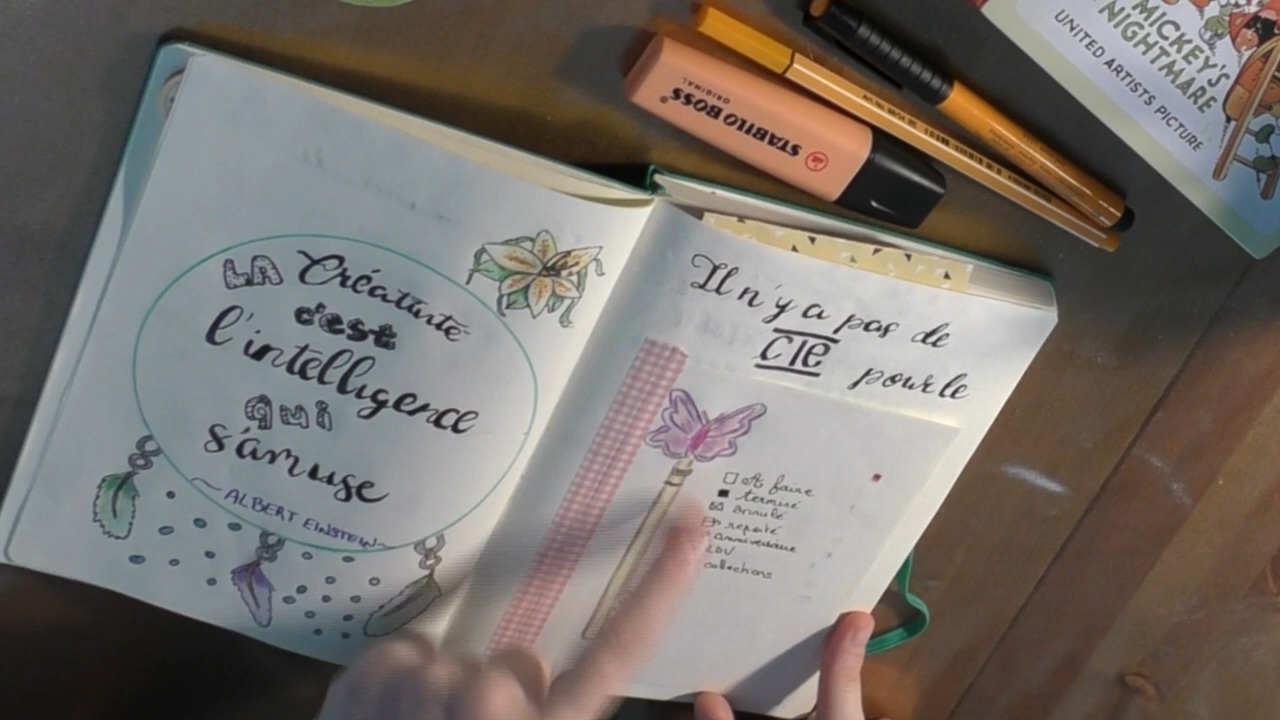 LA Créativité
c'est
l'intelligence
qui
s'amuse
~ ALBERT EINSTEIN ~
Il n'y a pas de
CLE pour le
A faire
terminé
annulé
reporté
anniversaire
RDV
collections
STABILO BOSS
ORIGINAL
MICKEY'S
NIGHTMARE
UNITED ARTISTS PICTURE